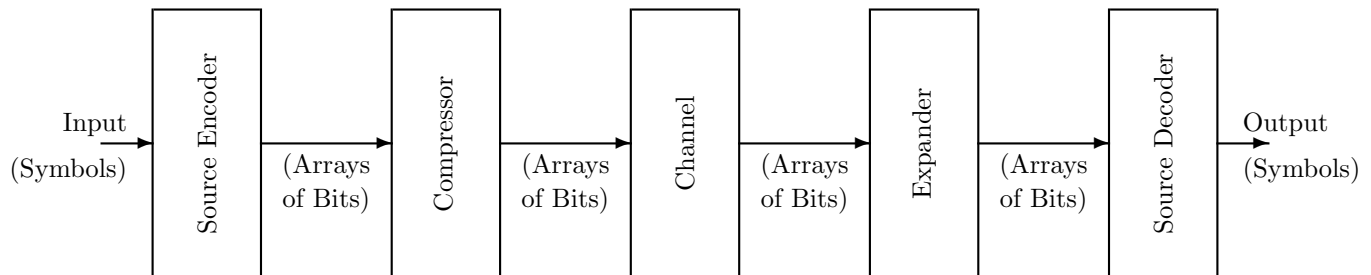 Input
(Symbols)
Source Encoder
(Arrays
of Bits)
Compressor
(Arrays
of Bits)
Channel
(Arrays
of Bits)
Expander
(Arrays
of Bits)
Source Decoder
Output
(Symbols)